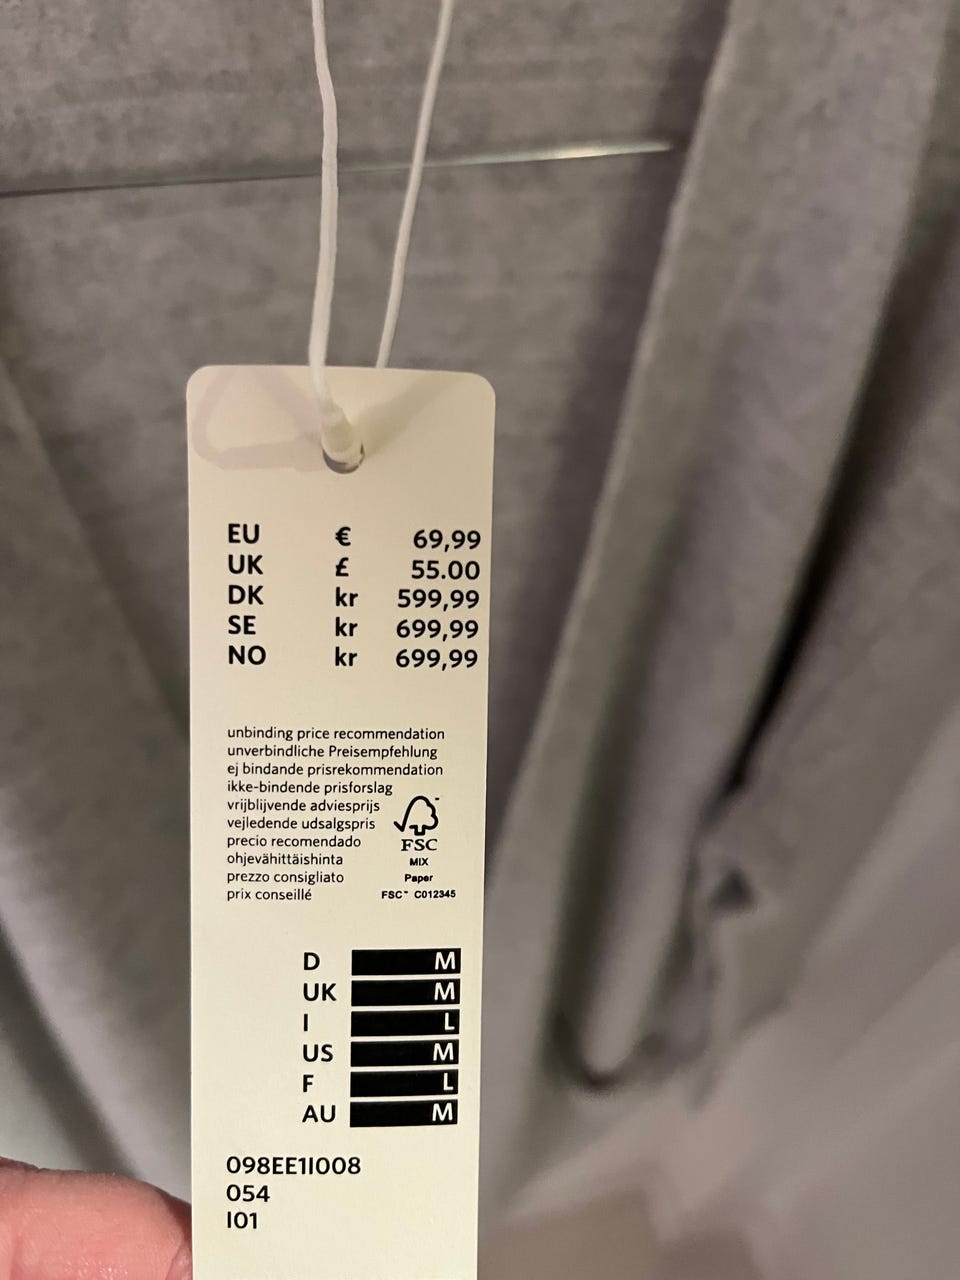 EU € 69,99
UK £ 55.00
DK kr 599,99
SE kr 699,99
NO kr 699,99
unbinding price recommendation
unverbindliche Preisempfehlung
ej bindande prisrekommendation
ikke-bindende prisforslag
vrijblijvende adviesprijs
vejledende udsalgspris
precio recomendado
ohjevähittäishinta
prezzo consigliato
prix conseillé
FSC
MIX
Paper
FSC™ C012345
D M
UK M
I L
US M
F L
AU M
098EE1I008
054
I01